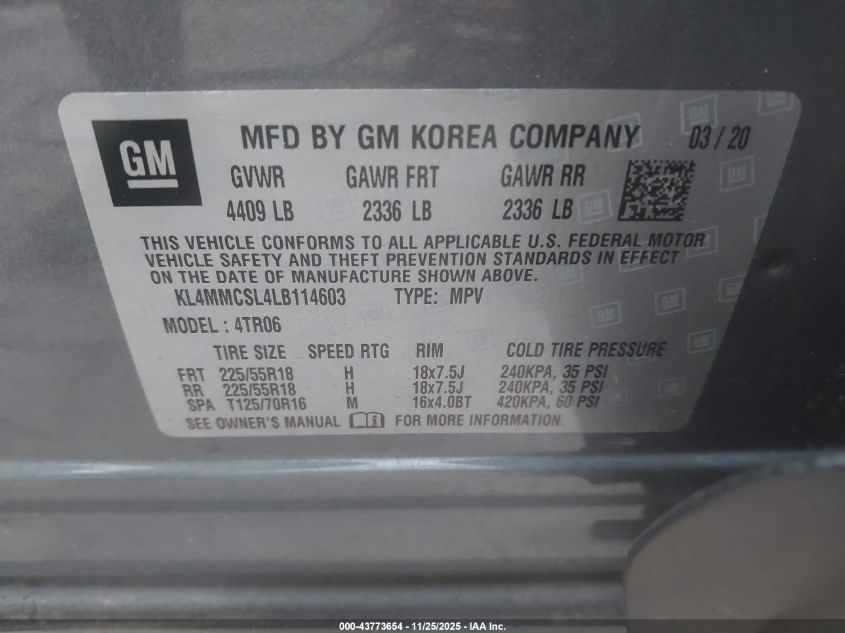 GM
MFD BY GM KOREA COMPANY 03/20
GVWR GAWR FRT GAWR RR
4409 LB 2336 LB 2336 LB
THIS VEHICLE CONFORMS TO ALL APPLICABLE U.S. FEDERAL MOTOR
VEHICLE SAFETY AND THEFT PREVENTION STANDARDS IN EFFECT
ON THE DATE OF MANUFACTURE SHOWN ABOVE.
KL4MMCSL4LB114603 TYPE: MPV
MODEL : 4TR06
TIRE SIZE SPEED RTG RIM COLD TIRE PRESSURE
FRT 225/55R18 H 18x7.5J 240KPA, 35 PSI
RR 225/55R18 H 18x7.5J 240KPA, 35 PSI
SPA T125/70R16 M 16x4.0BT 420KPA, 60 PSI
SEE OWNER'S MANUAL FOR MORE INFORMATION.
000-43773654 - 11/25/2025 - IAA Inc.